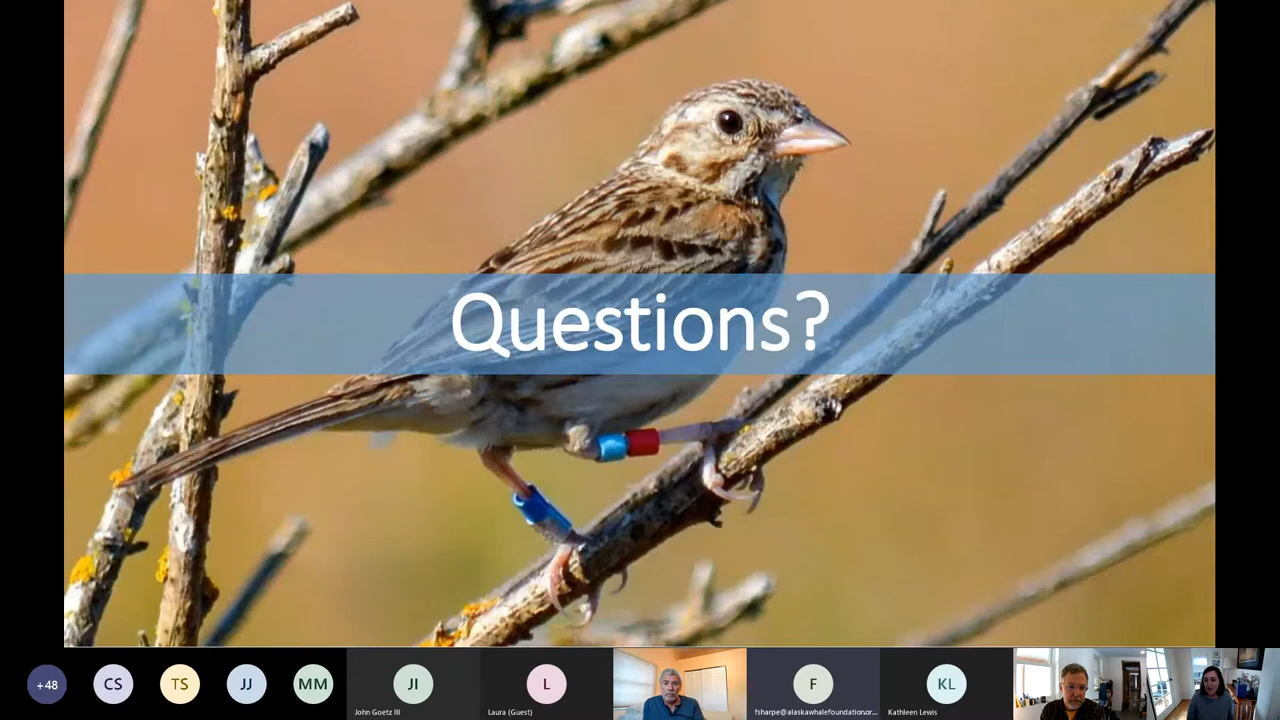 Questions?
+48
CS
TS
JJ
MM
JI
John Goetz III
L
Laura (Guest)
F
fsharpe@alaskawhalefoundation.or...
KL
Kathleen Lewis